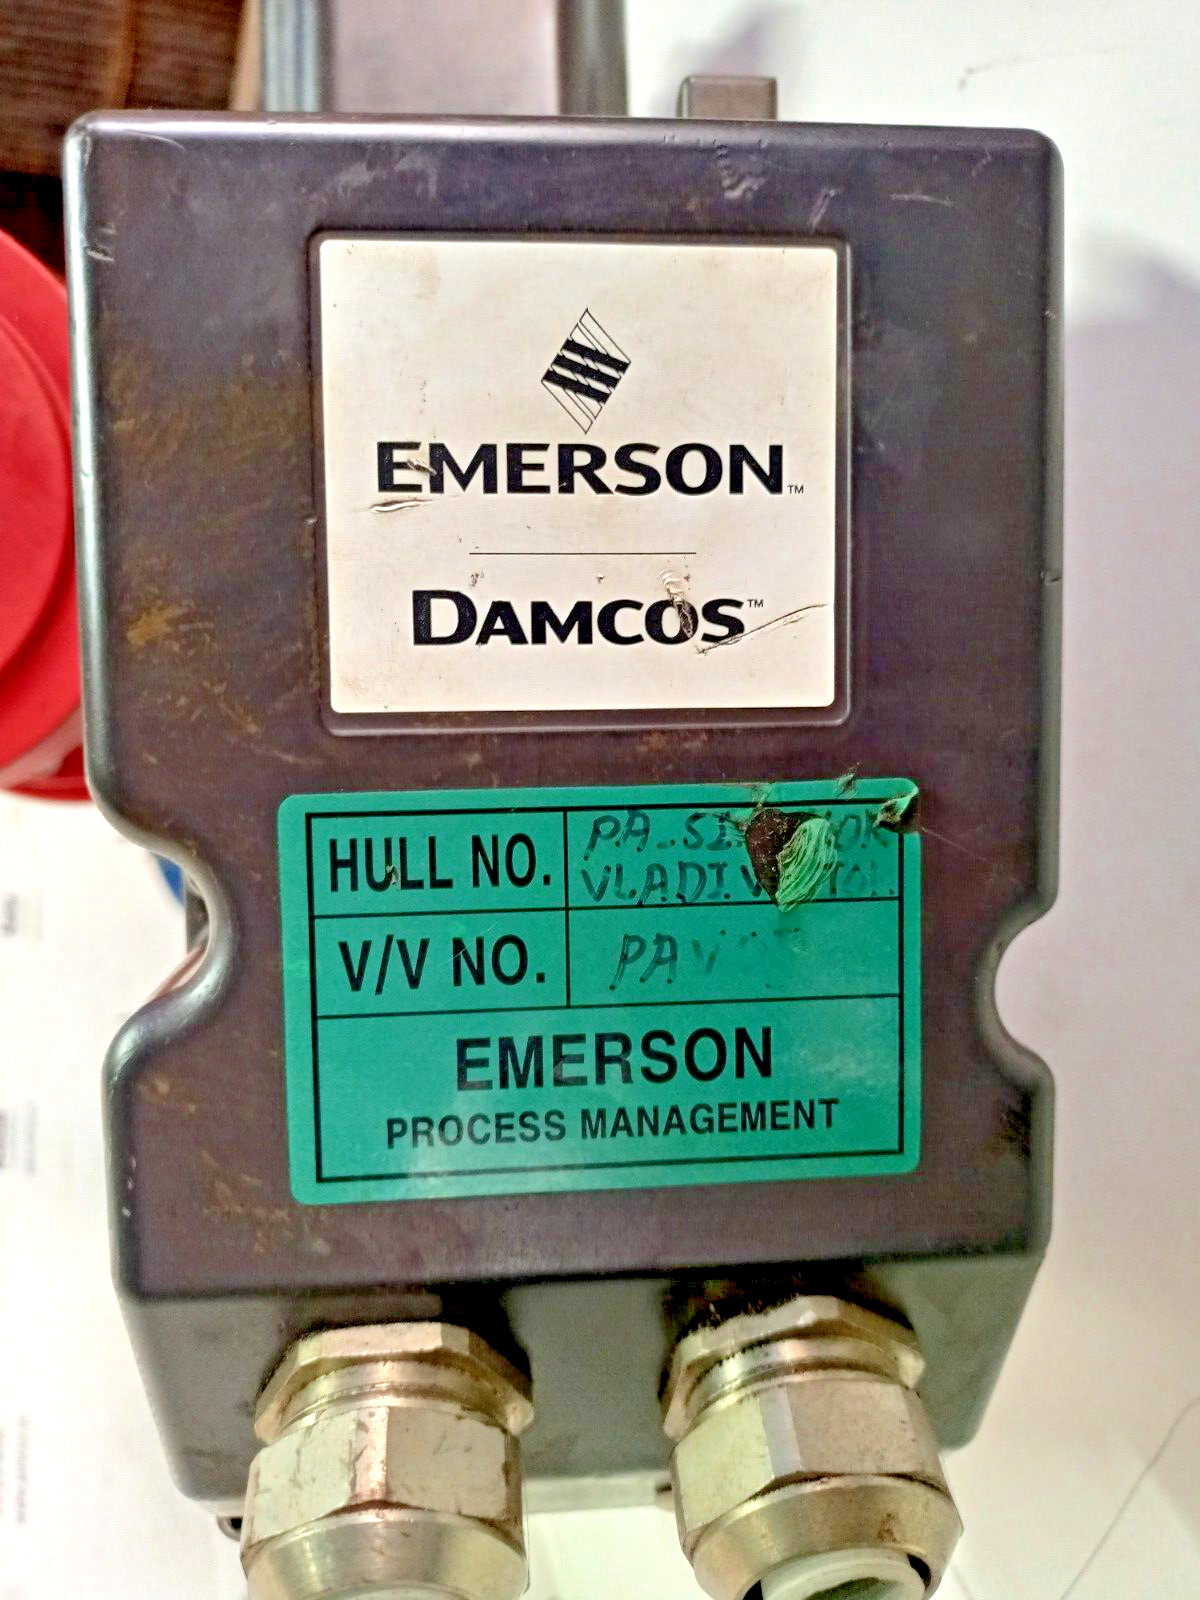 EMERSON™
DAMCOS™
HULL NO.
V/V NO.
EMERSON
PROCESS MANAGEMENT